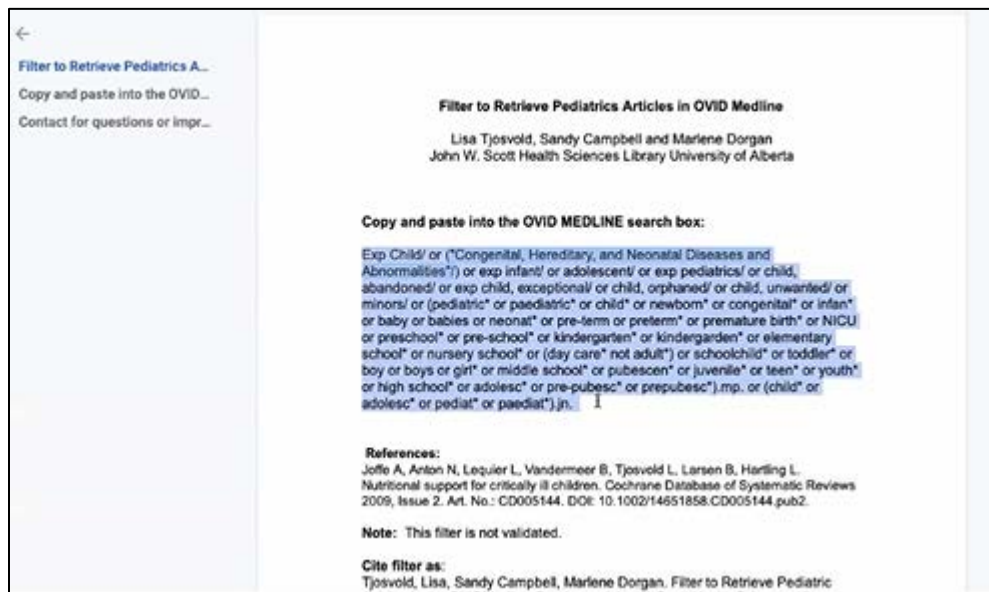 Filter to Retrieve Pediatrics A...
Copy and paste into the OVID...
Contact for questions or impr...
Filter to Retrieve Pediatrics Articles in OVID Medline
Lisa Tjosvold, Sandy Campbell and Marlene Dorgan
John W. Scott Health Sciences Library University of Alberta
Copy and paste into the OVID MEDLINE search box:
Exp Child/ or ("Congenital, Hereditary, and Neonatal Diseases and
Abnormalities"/) or exp infant/ or adolescent/ or exp pediatrics/ or child,
abandoned/ or exp child, exceptional/ or child, orphaned/ or child, unwanted/ or
minors/ or (pediatric* or paediatric* or child* or newborn* or congenital* or infan*
or baby or babies or neonat* or pre-term or preterm* or premature birth* or NICU
or preschool* or pre-school* or kindergarten* or kindergarden* or elementary
school* or nursery school* or (day care* not adult*) or schoolchild* or toddler* or
boy or boys or girl* or middle school* or pubescen* or juvenile* or teen* or youth*
or high school* or adolesc* or pre-pubesc* or prepubesc*).mp. or (child* or
adolesc* or pediat* or paediat*).jn.
References:
Joffe A, Anton N, Lequier L, Vandermeer B, Tjosvold L, Larsen B, Hartling L.
Nutritional support for critically ill children. Cochrane Database of Systematic Reviews
2009, Issue 2. Art. No.: CD005144. DOI: 10.1002/14651858.CD005144.pub2.
Note: This filter is not validated.
Cite filter as:
Tjosvold, Lisa, Sandy Campbell, Marlene Dorgan. Filter to Retrieve Pediatric